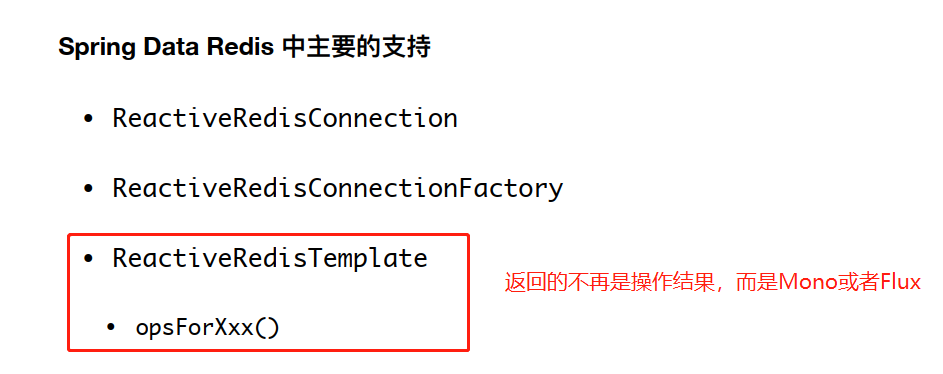 Spring Data Redis 中主要的支持
• ReactiveRedisConnection
• ReactiveRedisConnectionFactory
• ReactiveRedisTemplate
返回的不再是操作结果，而是Mono或者Flux
• opsForXxx()